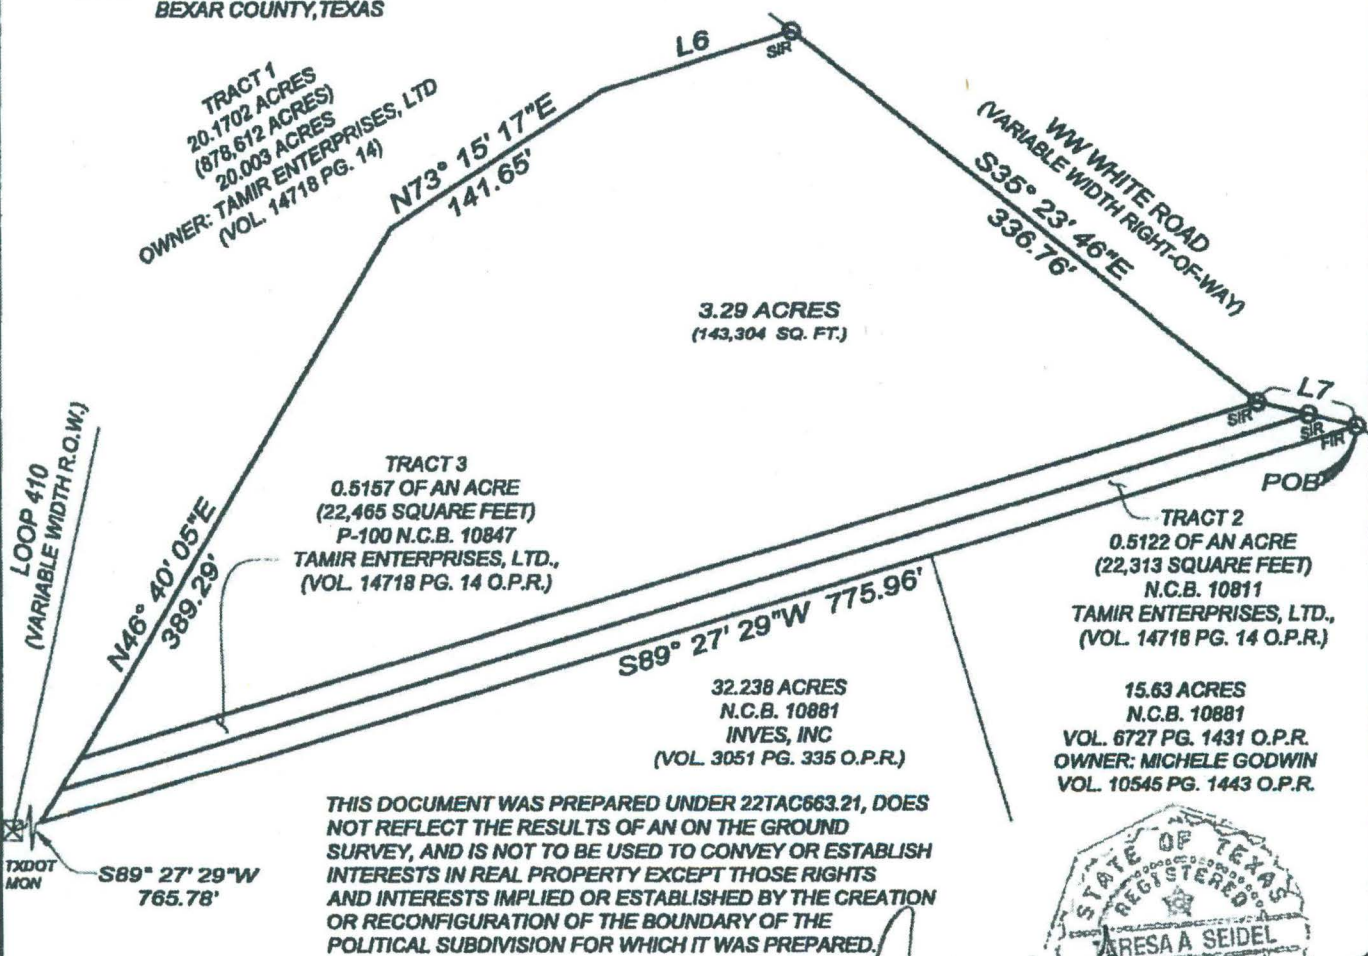 BEXAR COUNTY, TEXAS
L6
SIR
TRACT 1
20.1702 ACRES
(878,612 ACRES)
20.003 ACRES
OWNER: TAMIR ENTERPRISES, LTD
(VOL. 14718 PG. 14)
N73° 15' 17"E
141.65'
WW WHITE ROAD
(VARIABLE WIDTH RIGHT-OF-WAY)
S35° 23' 46"E
336.76'
3.29 ACRES
(143,304 SQ. FT.)
L7
SIR
SIR
FIR
POB
LOOP 410
(VARIABLE WIDTH R.O.W.)
N46° 40' 05"E
389.29'
TRACT 3
0.5157 OF AN ACRE
(22,465 SQUARE FEET)
P-100 N.C.B. 10847
TAMIR ENTERPRISES, LTD.,
(VOL. 14718 PG. 14 O.P.R.)
TRACT 2
0.5122 OF AN ACRE
(22,313 SQUARE FEET)
N.C.B. 10811
TAMIR ENTERPRISES, LTD.,
(VOL. 14718 PG. 14 O.P.R.)
S89° 27' 29"W 775.96'
32.238 ACRES
N.C.B. 10881
INVES, INC
(VOL. 3051 PG. 335 O.P.R.)
15.63 ACRES
N.C.B. 10881
VOL. 6727 PG. 1431 O.P.R.
OWNER: MICHELE GODWIN
VOL. 10545 PG. 1443 O.P.R.
TXDOT
MON
S89° 27' 29"W
765.78'
THIS DOCUMENT WAS PREPARED UNDER 22TAC663.21, DOES
NOT REFLECT THE RESULTS OF AN ON THE GROUND
SURVEY, AND IS NOT TO BE USED TO CONVEY OR ESTABLISH
INTERESTS IN REAL PROPERTY EXCEPT THOSE RIGHTS
AND INTERESTS IMPLIED OR ESTABLISHED BY THE CREATION
OR RECONFIGURATION OF THE BOUNDARY OF THE
POLITICAL SUBDIVISION FOR WHICH IT WAS PREPARED.
STATE OF TEXAS
REGISTERED
SEIDEL